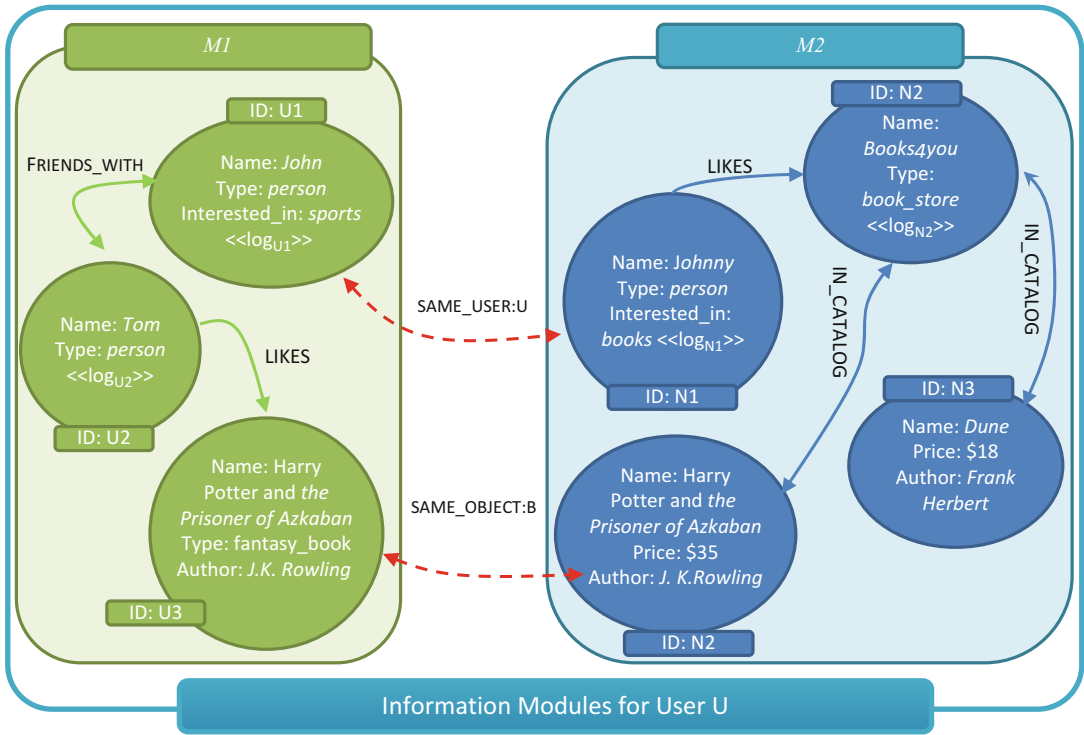 M1
M2
ID: U1
Name: John
Type: person
Interested_in: sports
<<logU1>>
FRIENDS_WITH
Name: Tom
Type: person
<<logU2>>
ID: U2
LIKES
Name: Harry
Potter and the
Prisoner of Azkaban
Type: fantasy_book
Author: J.K. Rowling
ID: U3
SAME_USER:U
SAME_OBJECT:B
ID: N2
Name:
Books4you
Type:
book_store
<<logN2>>
LIKES
Name: Johnny
Type: person
Interested_in:
books <<logN1>>
ID: N1
IN_CATALOG
IN_CATALOG
ID: N3
Name: Dune
Price: $18
Author: Frank
Herbert
Name: Harry
Potter and the
Prisoner of Azkaban
Price: $35
Author: J. K.Rowling
ID: N2
Information Modules for User U